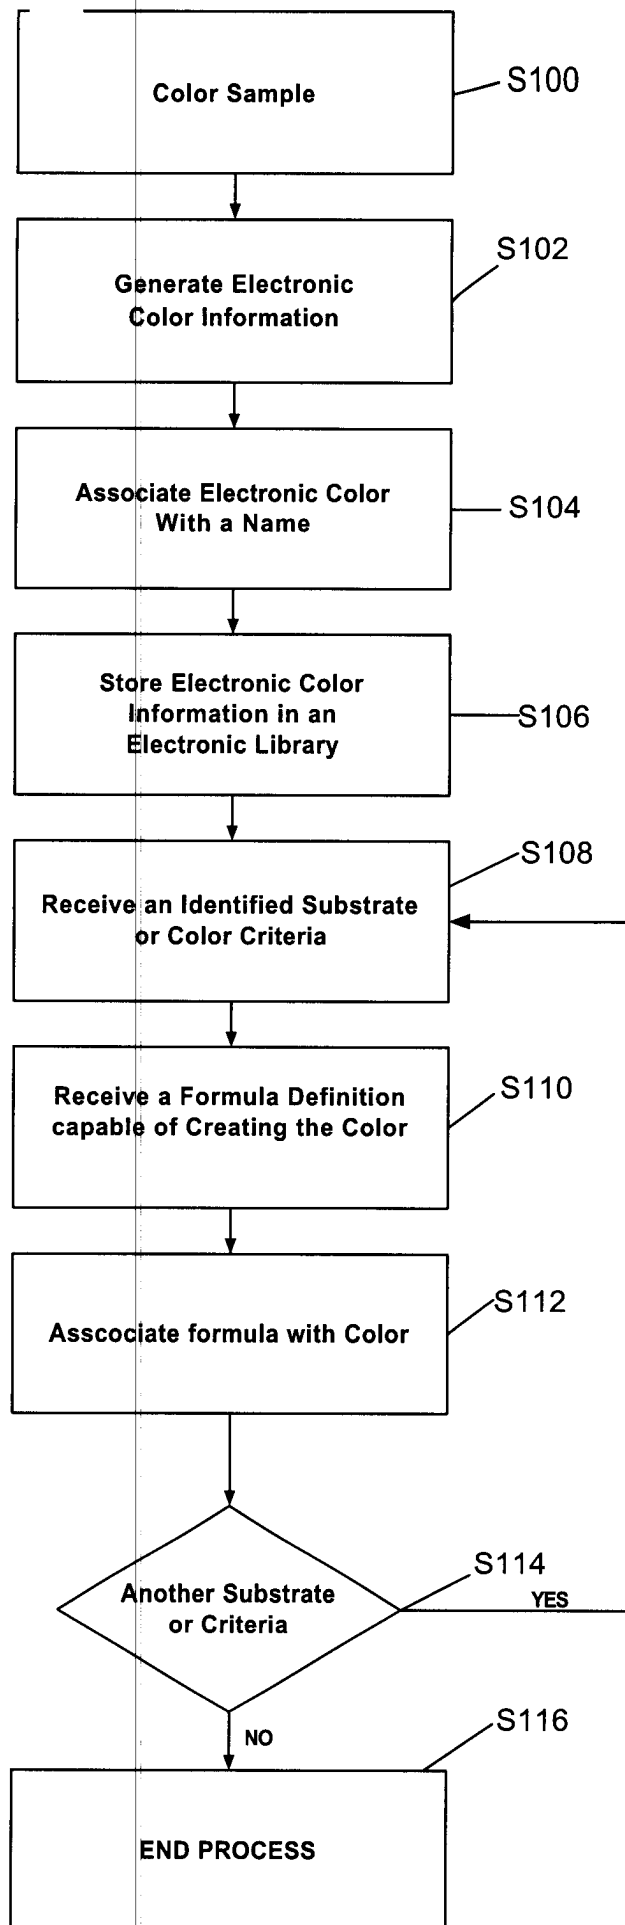 Color Sample
S100
Generate Electronic
Color Information
S102
Associate Electronic Color
With a Name
S104
Store Electronic Color
Information in an
Electronic Library
S106
Receive an Identified Substrate
or Color Criteria
S108
Receive a Formula Definition
capable of Creating the Color
S110
Asscociate formula with Color
S112
Another Substrate
or Criteria
S114
YES
NO
S116
END PROCESS